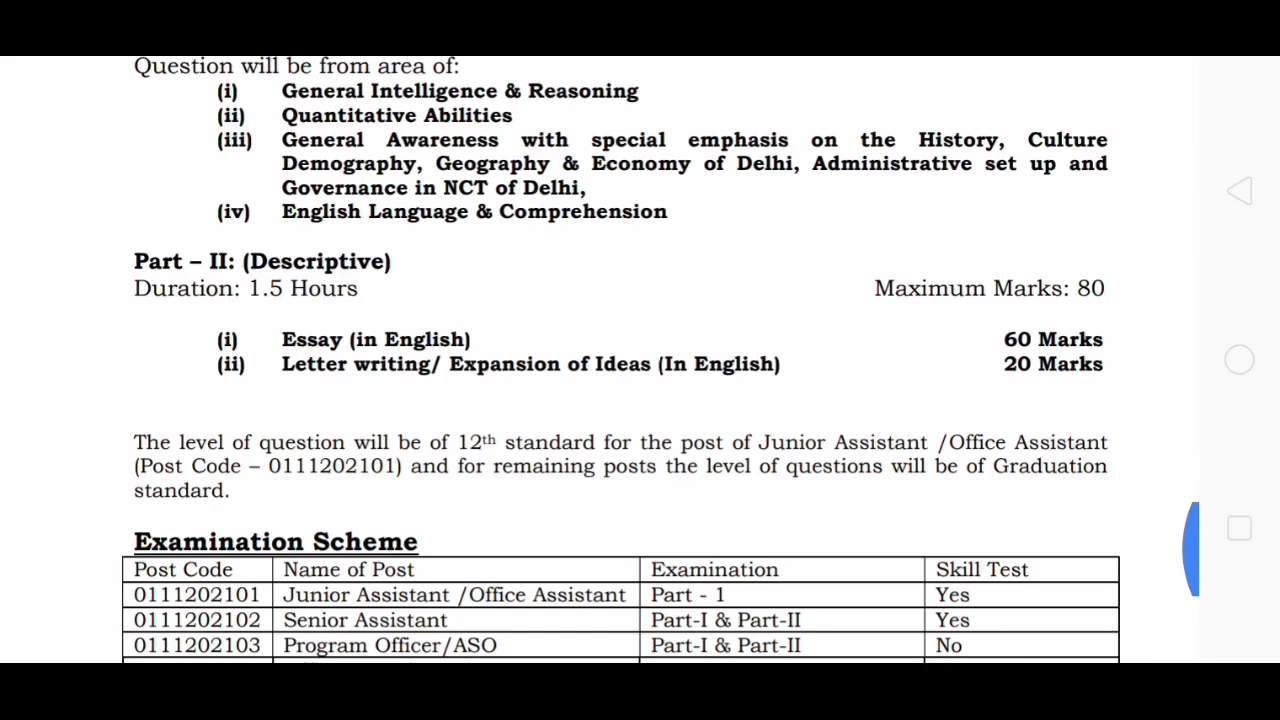 Question will be from area of:
(i) General Intelligence & Reasoning
(ii) Quantitative Abilities
(iii) General Awareness with special emphasis on the History, Culture
Demography, Geography & Economy of Delhi, Administrative set up and
Governance in NCT of Delhi,
(iv) English Language & Comprehension
Part – II: (Descriptive)
Duration: 1.5 Hours Maximum Marks: 80
(i) Essay (in English) 60 Marks
(ii) Letter writing/ Expansion of Ideas (In English) 20 Marks
The level of question will be of 12th standard for the post of Junior Assistant /Office Assistant
(Post Code – 0111202101) and for remaining posts the level of questions will be of Graduation
standard.
Examination Scheme
Post Code Name of Post Examination Skill Test
0111202101 Junior Assistant /Office Assistant Part - 1 Yes
0111202102 Senior Assistant Part-I & Part-II Yes
0111202103 Program Officer/ASO Part-I & Part-II No